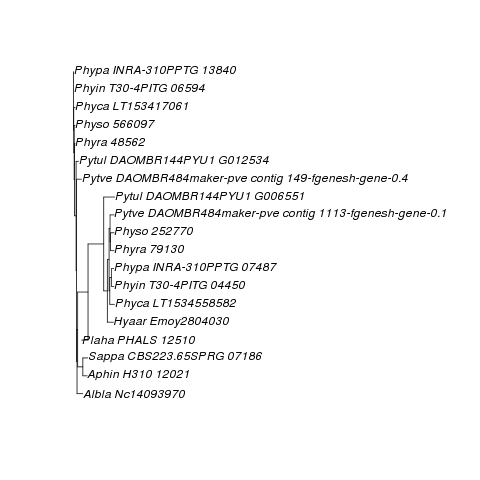 Phypa INRA-310PPTG 13840
Phyin T30-4PITG 06594
Phyca LT153417061
Physo 566097
Phyra 48562
Pytul DAOMBR144PYU1 G012534
Pytve DAOMBR484maker-pve contig 149-fgenesh-gene-0.4
Pytul DAOMBR144PYU1 G006551
Pytve DAOMBR484maker-pve contig 1113-fgenesh-gene-0.1
Physo 252770
Phyra 79130
Phypa INRA-310PPTG 07487
Phyin T30-4PITG 04450
Phyca LT1534558582
Hyaar Emoy2804030
Plaha PHALS 12510
Sappa CBS223.65SPRG 07186
Aphin H310 12021
Albla Nc14093970